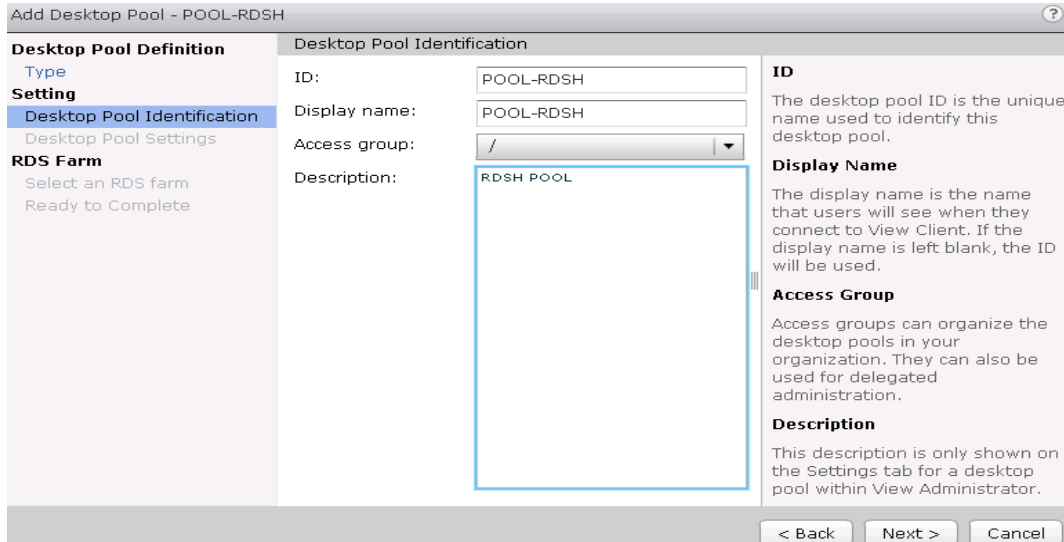 Add Desktop Pool - POOL-RDSH
?
Desktop Pool Definition
Type
Setting
Desktop Pool Identification
Desktop Pool Settings
RDS Farm
Select an RDS farm
Ready to Complete
Desktop Pool Identification
ID:
POOL-RDSH
Display name:
POOL-RDSH
Access group:
/
Description:
RDSH POOL
ID
The desktop pool ID is the unique
name used to identify this
desktop pool.
Display Name
The display name is the name
that users will see when they
connect to View Client. If the
display name is left blank, the ID
will be used.
Access Group
Access groups can organize the
desktop pools in your
organization. They can also be
used for delegated
administration.
Description
This description is only shown on
the Settings tab for a desktop
pool within View Administrator.
< Back
Next >
Cancel